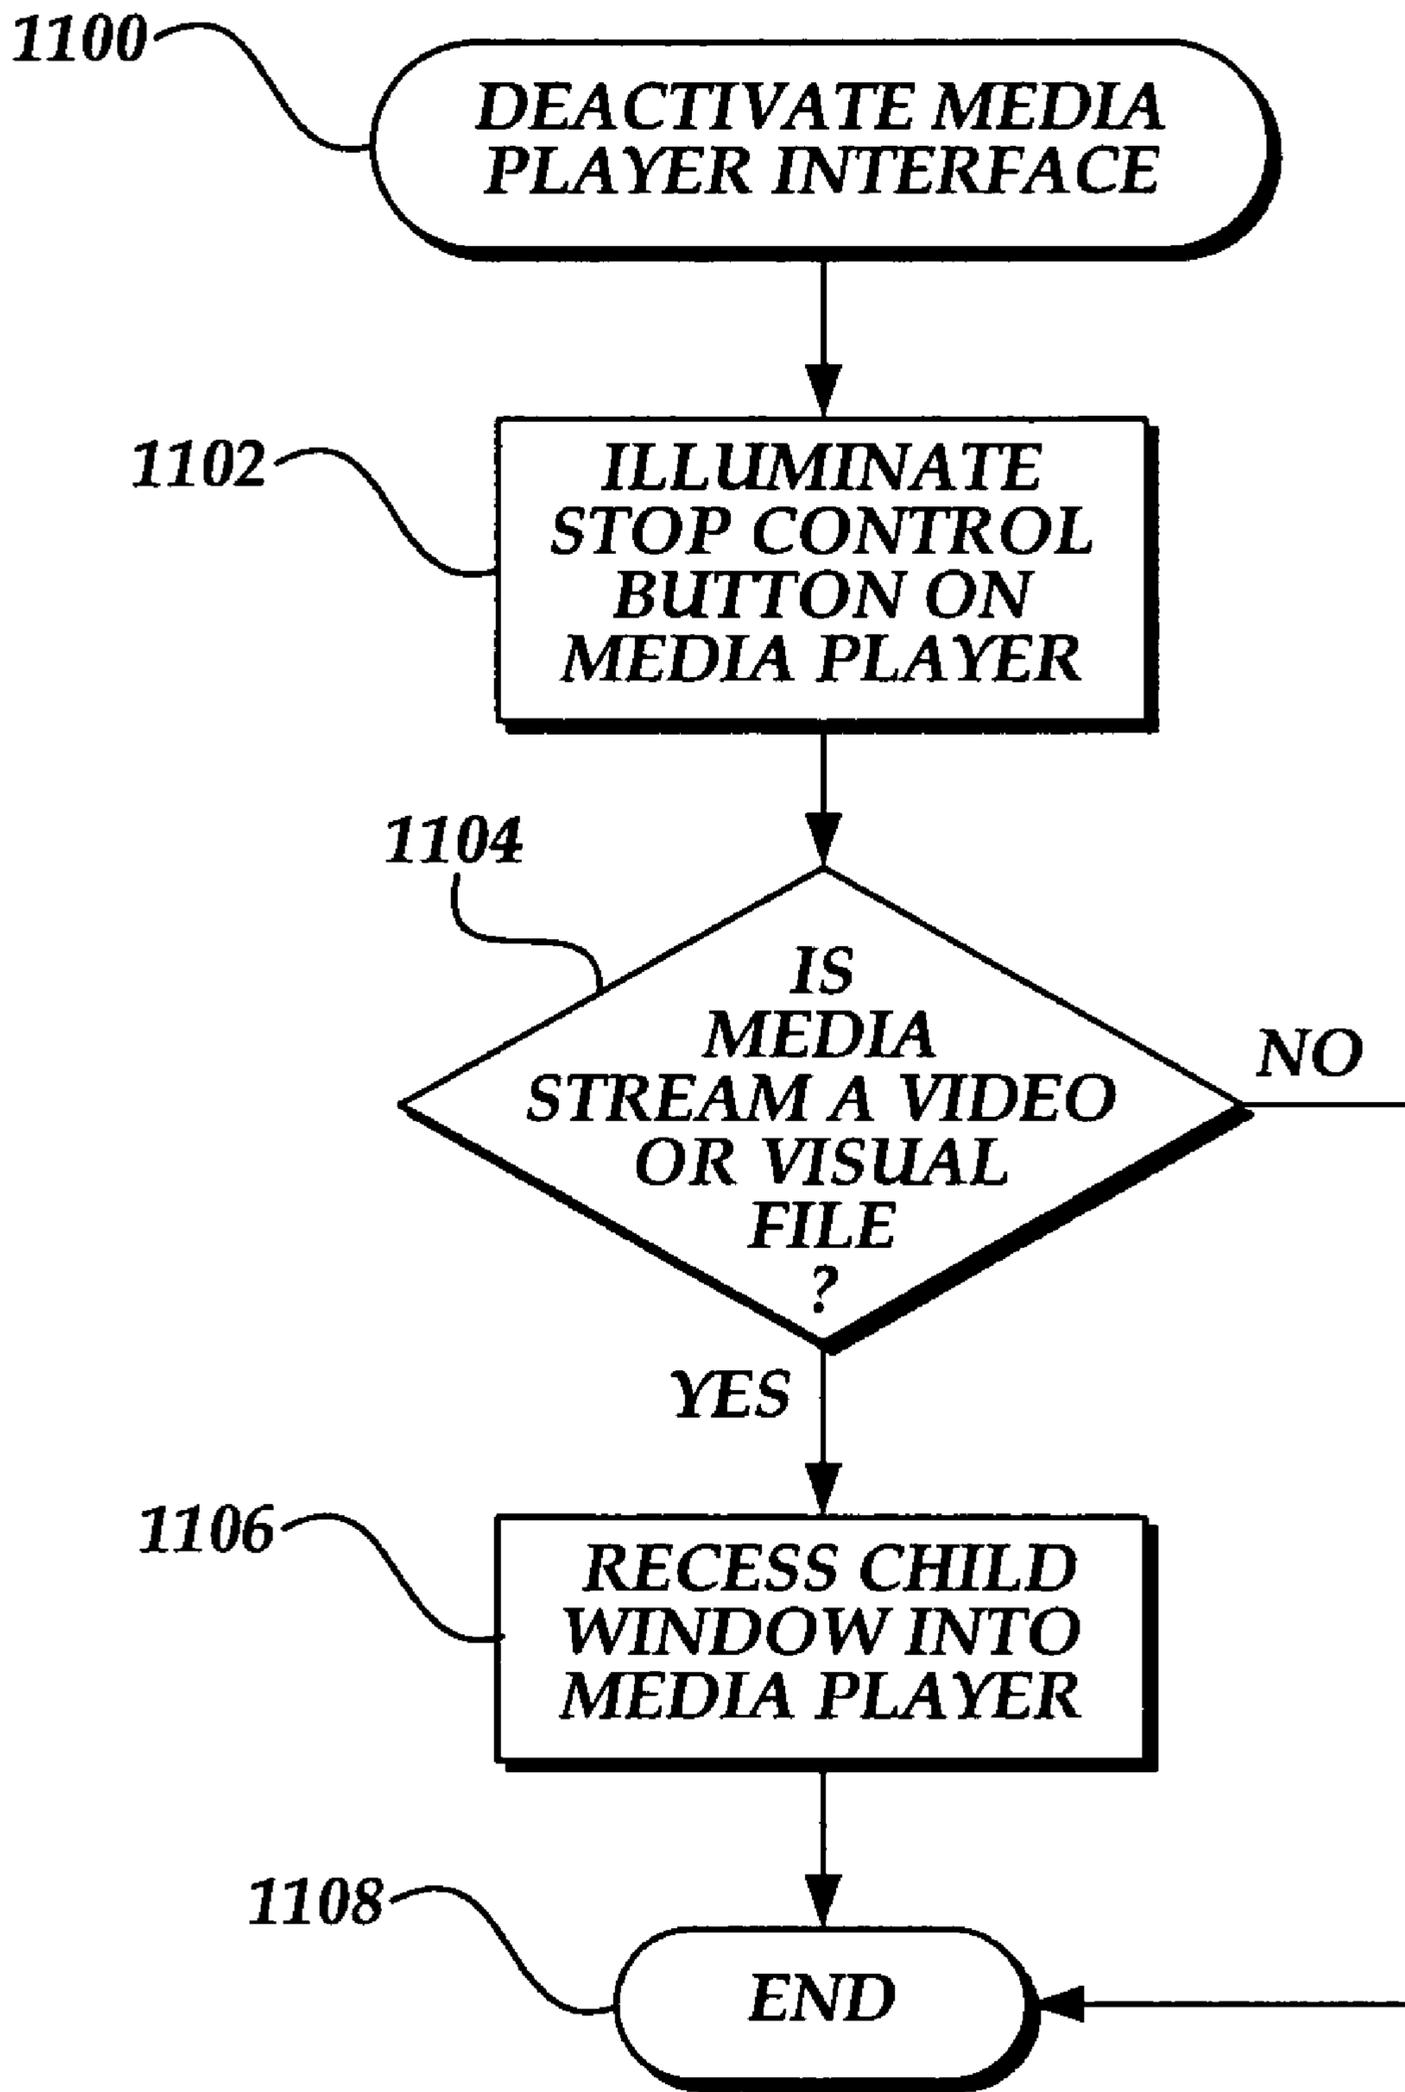 1100
DEACTIVATE MEDIA
PLAYER INTERFACE
1102
ILLUMINATE
STOP CONTROL
BUTTON ON
MEDIA PLAYER
1104
IS
MEDIA
STREAM A VIDEO
OR VISUAL
FILE
?
NO
YES
1106
RECESS CHILD
WINDOW INTO
MEDIA PLAYER
1108
END